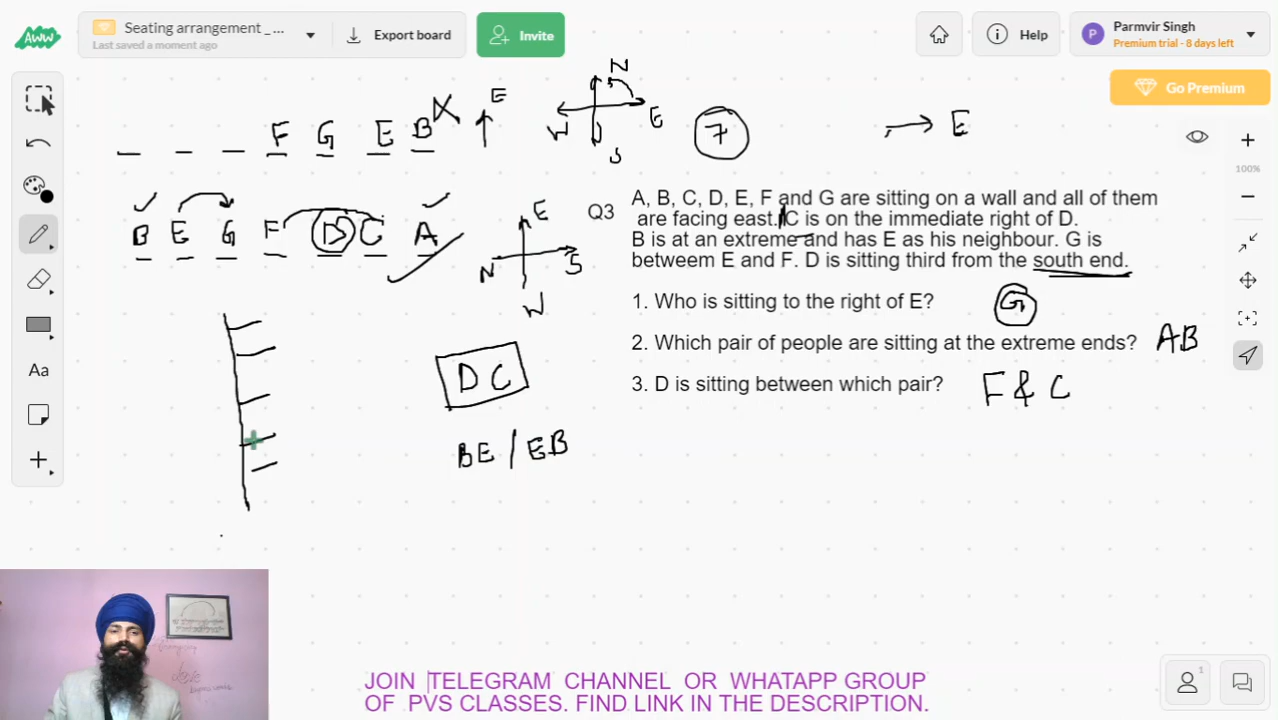 AWW
Seating arrangement _ ...
Last saved a moment ago
Export board
Invite
Help
P
Parmvir Singh
Premium trial - 8 days left
Go Premium
100%
Aa
F G E B
E
N
W
E
S
7
E
B E G F D C A
E
N
S
W
Q3
A, B, C, D, E, F and G are sitting on a wall and all of them
are facing east. C is on the immediate right of D.
B is at an extreme and has E as his neighbour. G is
betweem E and F. D is sitting third from the south end.
1. Who is sitting to the right of E?
G
2. Which pair of people are sitting at the extreme ends?
AB
3. D is sitting between which pair?
F & C
D C
BE / EB
1
JOIN TELEGRAM CHANNEL OR WHATAPP GROUP
OF PVS CLASSES. FIND LINK IN THE DESCRIPTION.